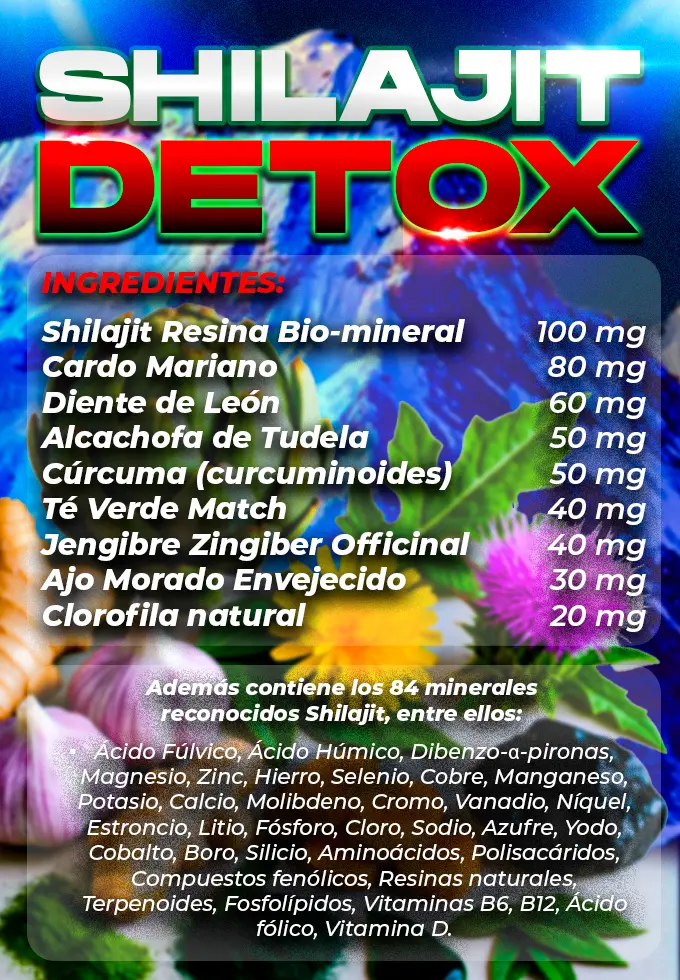 SHILAJIT
DETOX
INGREDIENTES:
Shilajit Resina Bio-mineral 100 mg
Cardo Mariano 80 mg
Diente de León 60 mg
Alcachofa de Tudela 50 mg
Cúrcuma (curcuminoides) 50 mg
Té Verde Match 40 mg
Jengibre Zingiber Officinal 40 mg
Ajo Morado Envejecido 30 mg
Clorofila natural 20 mg
Además contiene los 84 minerales
reconocidos Shilajit, entre ellos:
• Ácido Fúlvico, Ácido Húmico, Dibenzo-α-pironas,
Magnesio, Zinc, Hierro, Selenio, Cobre, Manganeso,
Potasio, Calcio, Molibdeno, Cromo, Vanadio, Níquel,
Estroncio, Litio, Fósforo, Cloro, Sodio, Azufre, Yodo,
Cobalto, Boro, Silicio, Aminoácidos, Polisacáridos,
Compuestos fenólicos, Resinas naturales,
Terpenoides, Fosfolípidos, Vitaminas B6, B12, Ácido
fólico, Vitamina D.